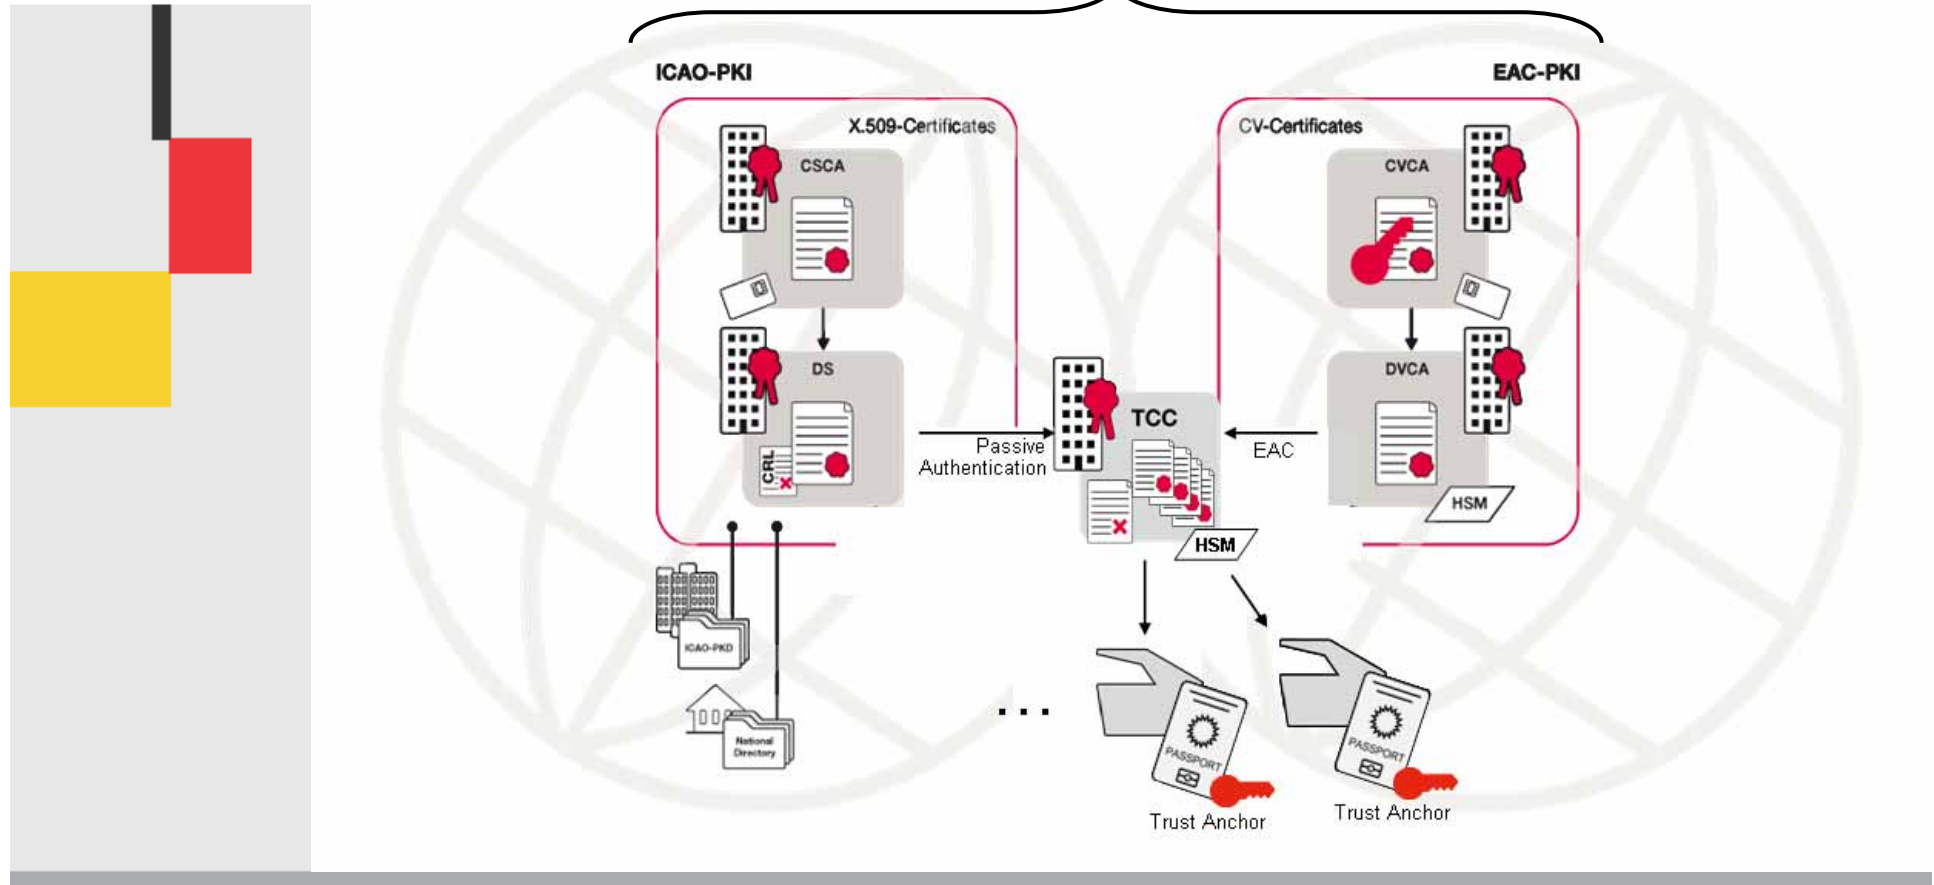 ICAO-PKI
EAC-PKI
X.509-Certificates
CV-Certificates
CSCA
CVCA
DS
DVCA
TCC
CRL
Passive
Authentication
EAC
HSM
HSM
ICAO-PKD
National
Directory
...
PASSPORT
PASSPORT
Trust Anchor
Trust Anchor